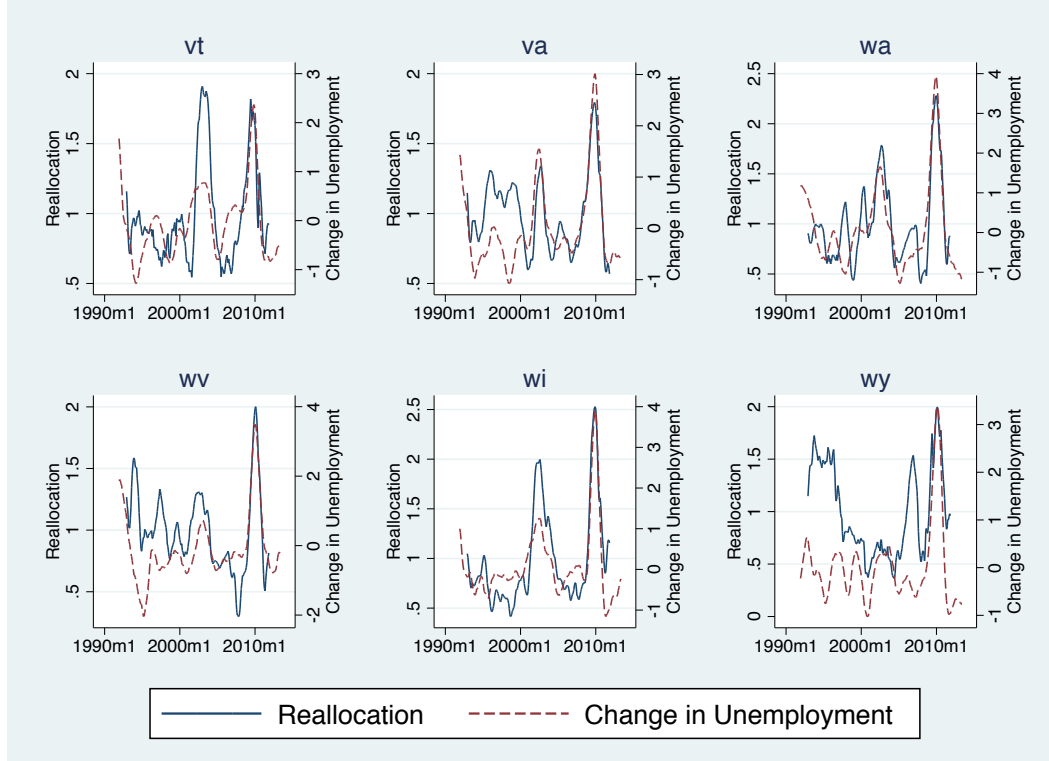 vt
Reallocation
2
1.5
1
.5
3
2
1
0
-1
Change in Unemployment
1990m1 2000m1 2010m1
va
Reallocation
2
1.5
1
.5
3
2
1
0
-1
Change in Unemployment
1990m1 2000m1 2010m1
wa
Reallocation
2.5
2
1.5
1
.5
4
3
2
1
0
-1
Change in Unemployment
1990m1 2000m1 2010m1
wv
Reallocation
2
1.5
1
.5
4
2
0
-2
Change in Unemployment
1990m1 2000m1 2010m1
wi
Reallocation
2.5
2
1.5
1
.5
4
3
2
1
0
-1
Change in Unemployment
1990m1 2000m1 2010m1
wy
Reallocation
2
1.5
1
.5
0
3
2
1
0
-1
Change in Unemployment
1990m1 2000m1 2010m1
Reallocation Change in Unemployment